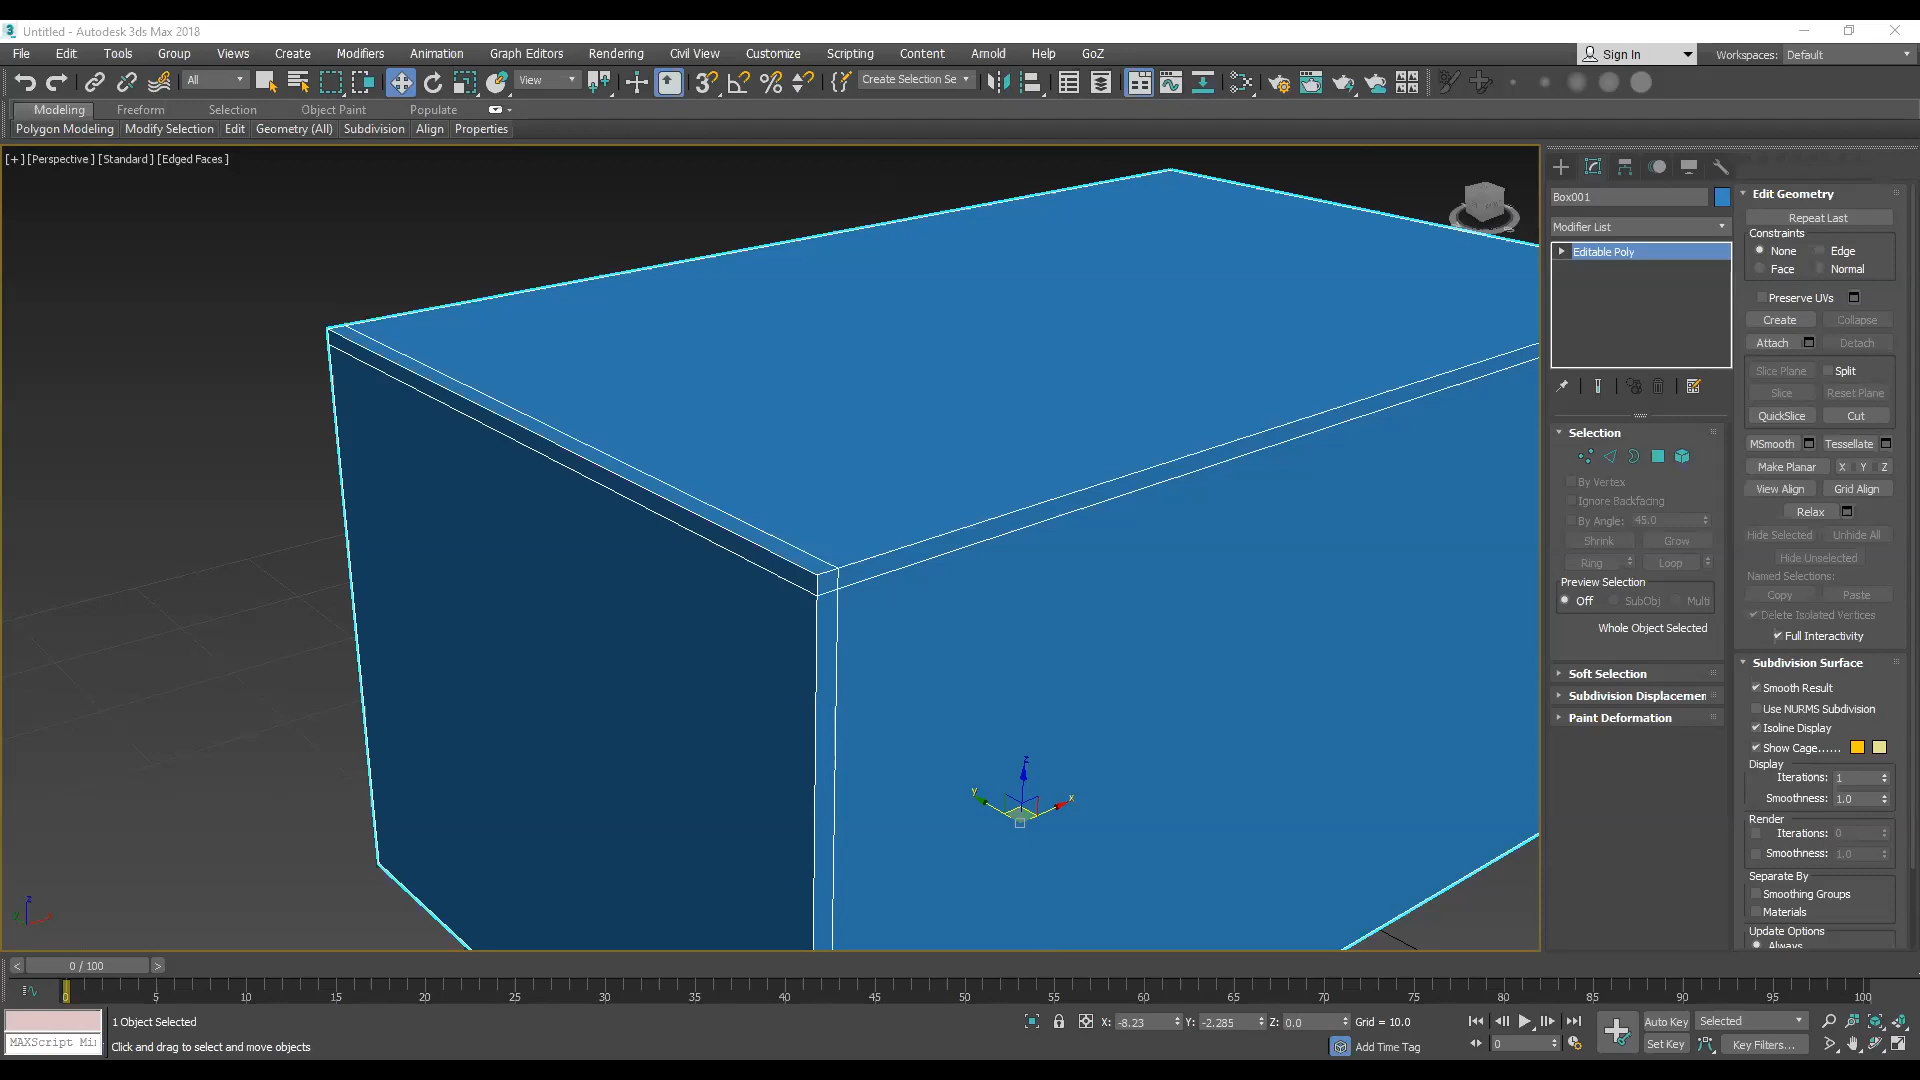 Untitled - Autodesk 3ds Max 2018
File Edit Tools Group Views Create Modifiers Animation Graph Editors Rendering Civil View Customize Scripting Content Arnold Help GoZ
Sign In Workspaces: Default
All View Create Selection Se
Modeling Freeform Selection Object Paint Populate
Polygon Modeling Modify Selection Edit Geometry (All) Subdivision Align Properties
[+] [Perspective] [Standard] [Edged Faces]
Box001
Modifier List
Editable Poly
Selection
By Vertex
Ignore Backfacing
By Angle: 45.0
Shrink Grow
Ring Loop
Preview Selection
Off SubObj Multi
Whole Object Selected
Soft Selection
Subdivision Displacemen
Paint Deformation
Edit Geometry
Repeat Last
Constraints
None Edge
Face Normal
Preserve UVs
Create Collapse
Attach Detach
Slice Plane Split
Slice Reset Plane
QuickSlice Cut
MSmooth Tessellate
Make Planar X Y Z
View Align Grid Align
Relax
Hide Selected Unhide All
Hide Unselected
Named Selections:
Copy Paste
Delete Isolated Vertices
Full Interactivity
Subdivision Surface
Smooth Result
Use NURMS Subdivision
Isoline Display
Show Cage......
Display
Iterations: 1
Smoothness: 1.0
Render
Iterations: 0
Smoothness: 1.0
Separate By
Smoothing Groups
Materials
Update Options
Always
z
y x
z
< 0 / 100 >
0 5 10 15 20 25 30 35 40 45 50 55 60 65 70 75 80 85 90 95 100
1 Object Selected X: -8.23 Y: -2.285 Z: 0.0 Grid = 10.0 Auto Key Selected
MAXScript Mi Click and drag to select and move objects Add Time Tag 0 Set Key Key Filters...